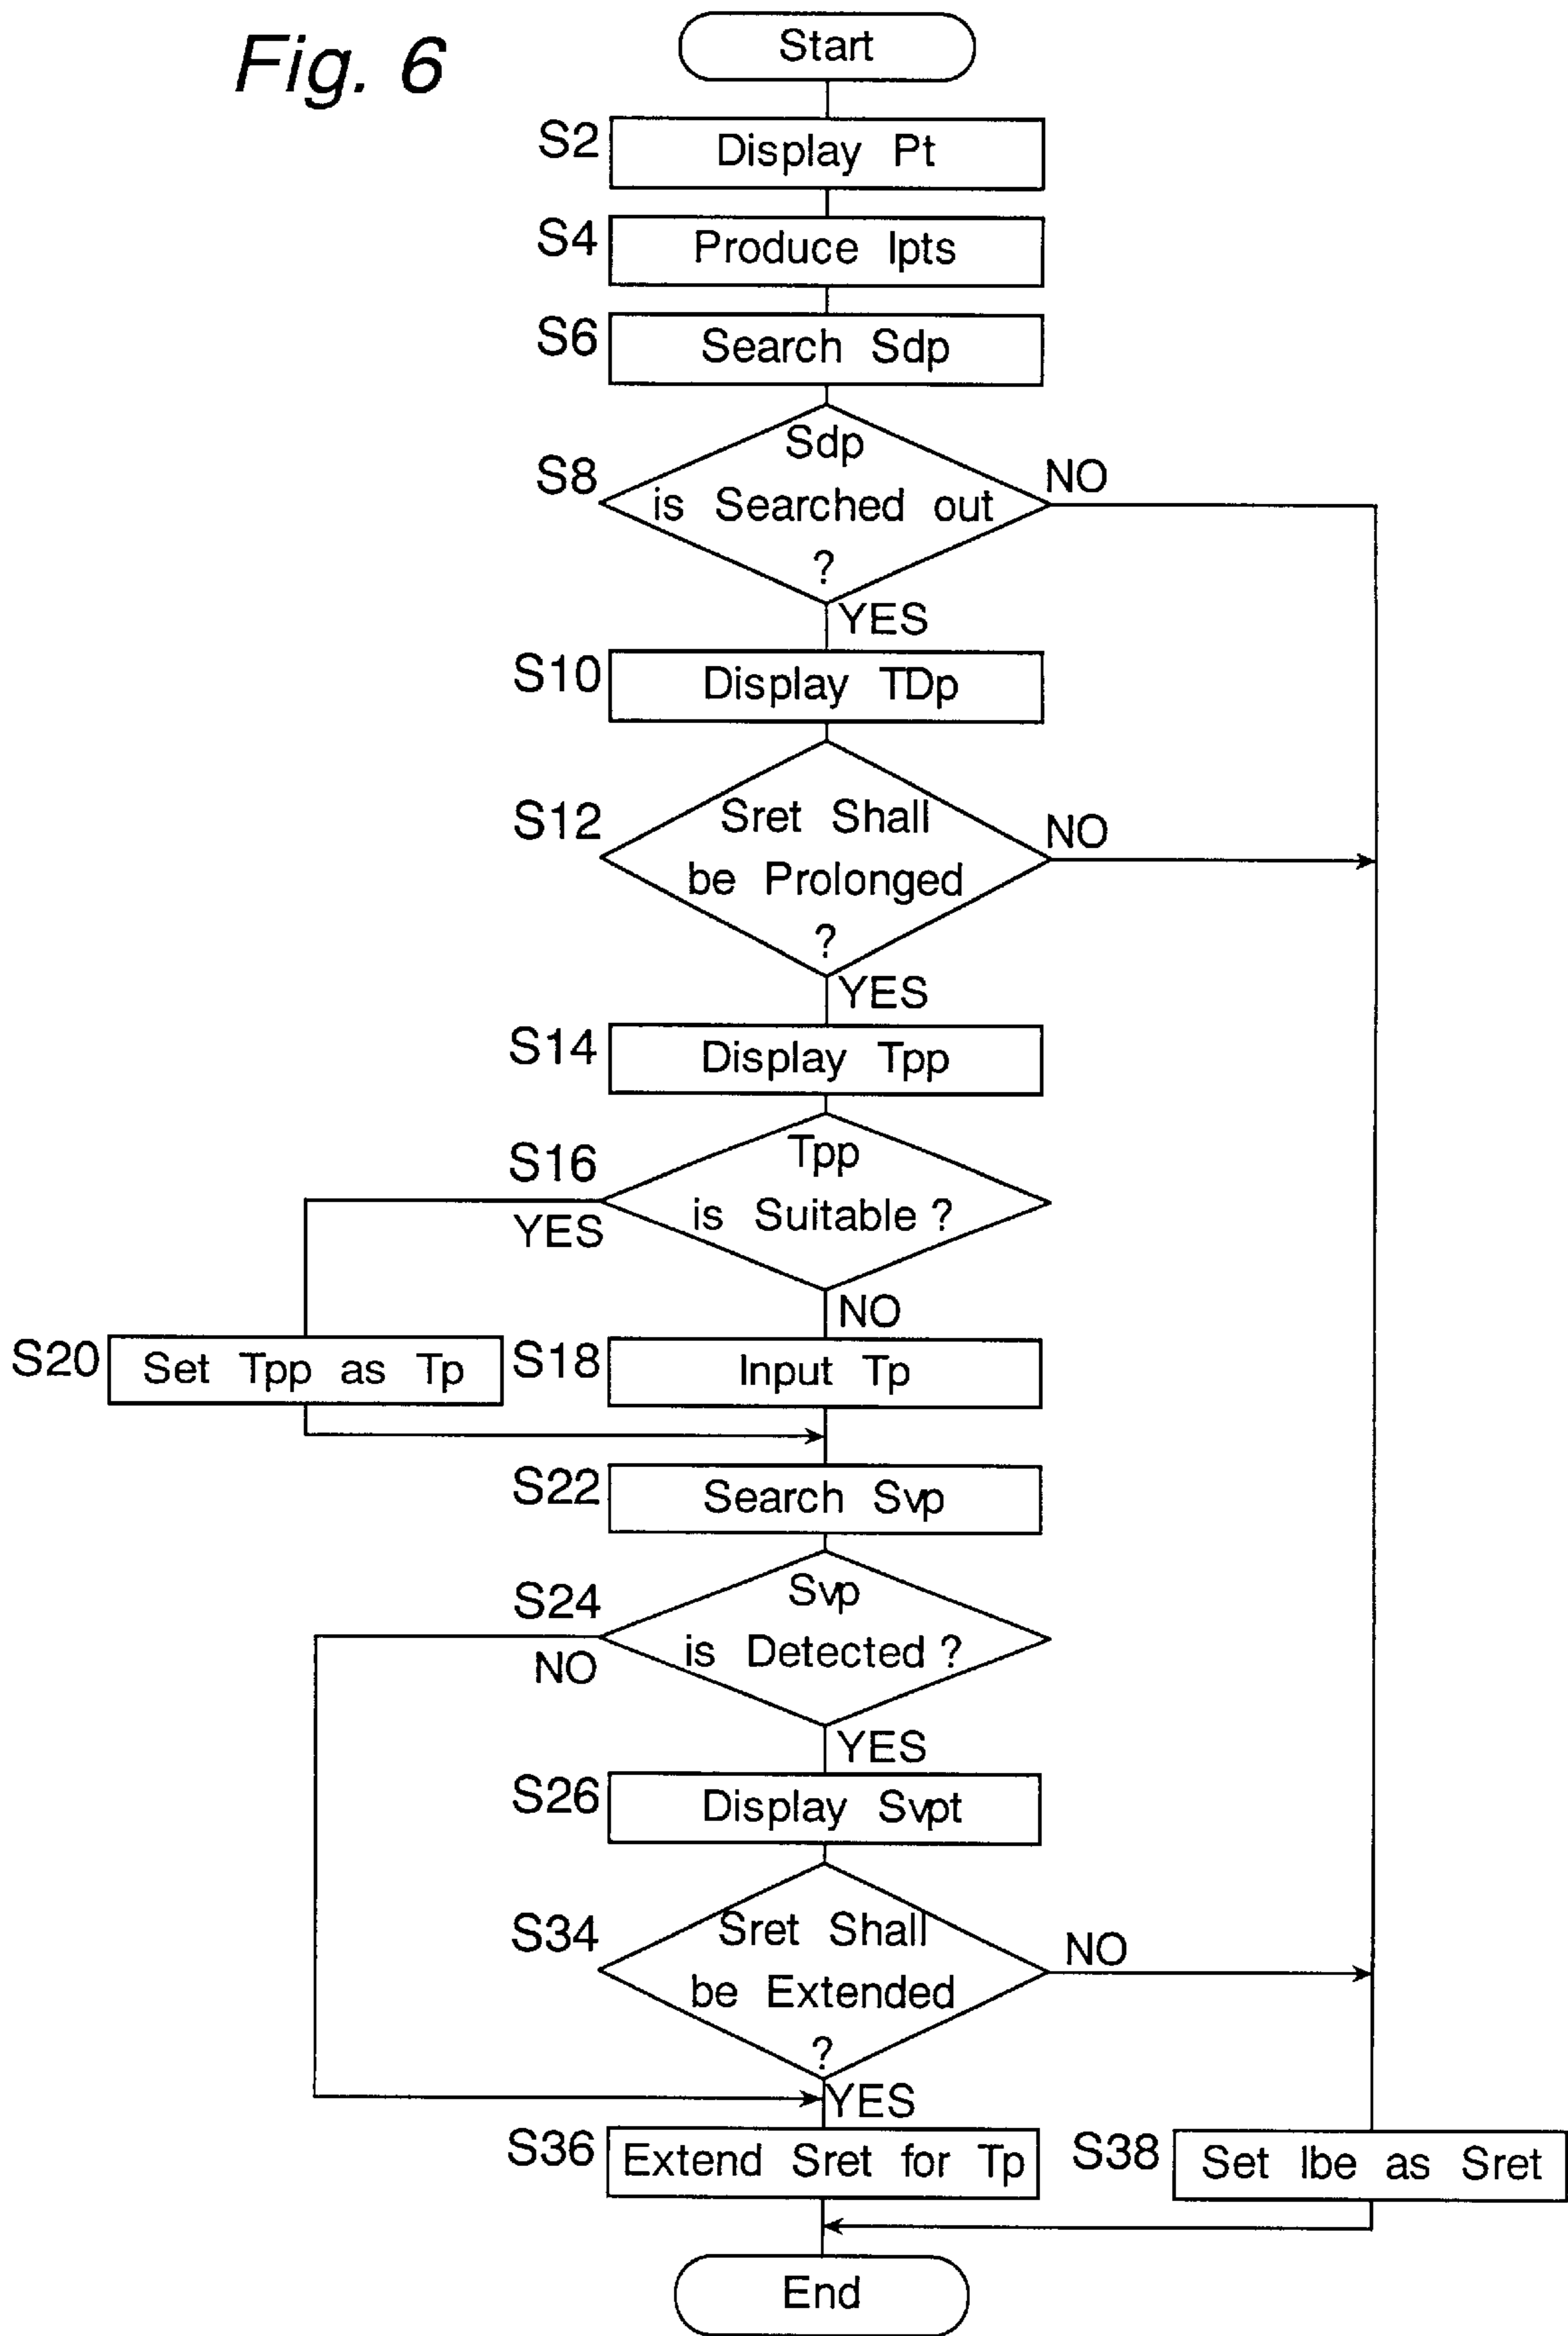 Fig. 6
Start
S2
Display Pt
S4
Produce Ipts
S6
Search Sdp
S8
Sdp
is Searched out
?
NO
YES
S10
Display TDp
S12
Sret Shall
be Prolonged
?
NO
YES
S14
Display Tpp
S16
Tpp
is Suitable ?
YES
NO
S20
Set Tpp as Tp
S18
Input Tp
S22
Search Svp
S24
Svp
is Detected ?
NO
YES
S26
Display Svpt
S34
Sret Shall
be Extended
?
NO
YES
S36
Extend Sret for Tp
S38
Set Ibe as Sret
End